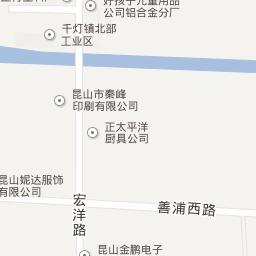 好孩子儿童用品
公司铝合金分厂
千灯镇北部
工业区
昆山市秦峰
印刷有限公司
正太平洋
厨具公司
昆山妮达服饰
有限公司
宏洋路
善浦西路
昆山金鹏电子